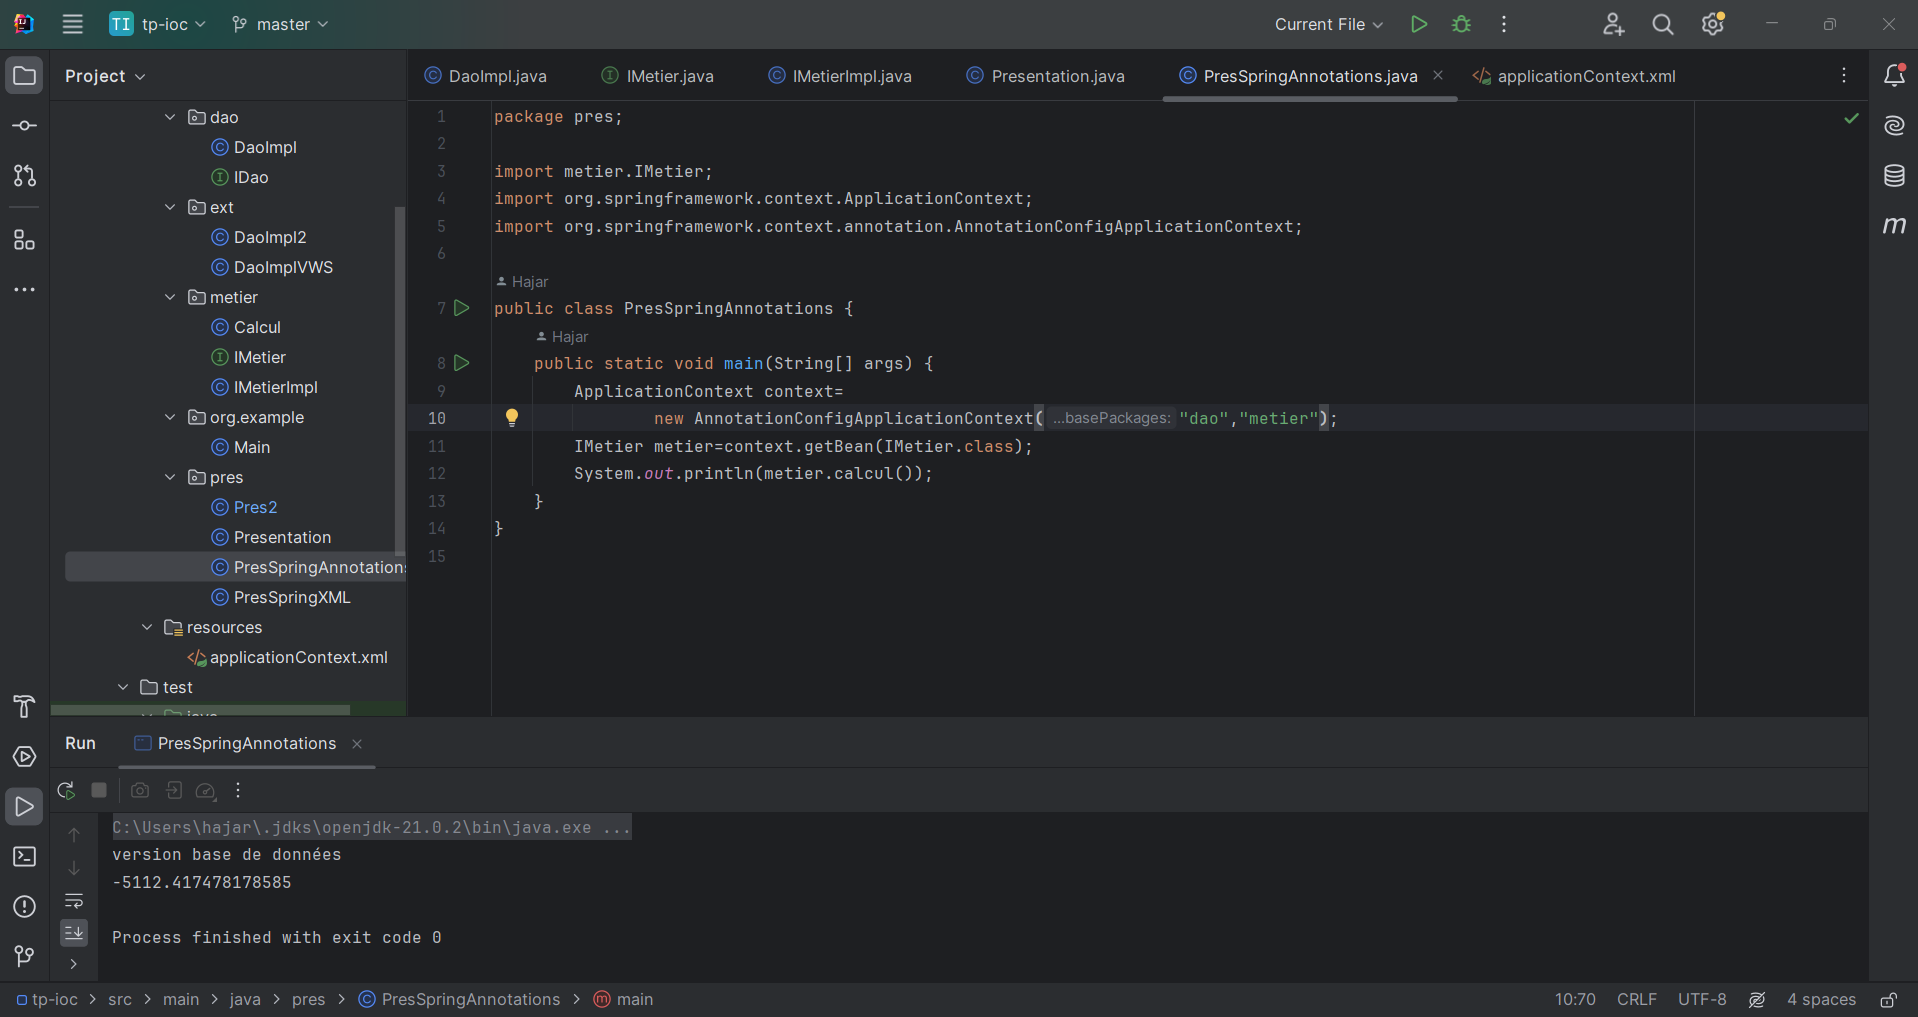 TI tp-ioc master Current File
Project
DaoImpl.java IMetier.java IMetierImpl.java Presentation.java PresSpringAnnotations.java applicationContext.xml
dao
DaoImpl
IDao
ext
DaoImpl2
DaoImplVWS
metier
Calcul
IMetier
IMetierImpl
org.example
Main
pres
Pres2
Presentation
PresSpringAnnotations
PresSpringXML
resources
applicationContext.xml
test
java
1 package pres;
2
3 import metier.IMetier;
4 import org.springframework.context.ApplicationContext;
5 import org.springframework.context.annotation.AnnotationConfigApplicationContext;
6
Hajar
7 public class PresSpringAnnotations {
Hajar
8 public static void main(String[] args) {
9 ApplicationContext context=
10 new AnnotationConfigApplicationContext( ...basePackages: "dao","metier");
11 IMetier metier=context.getBean(IMetier.class);
12 System.out.println(metier.calcul());
13 }
14 }
15
m
Run PresSpringAnnotations
C:\Users\hajar\.jdks\openjdk-21.0.2\bin\java.exe ...
version base de données
-5112.417478178585
Process finished with exit code 0
tp-ioc > src > main > java > pres > PresSpringAnnotations > m main 10:70 CRLF UTF-8 4 spaces